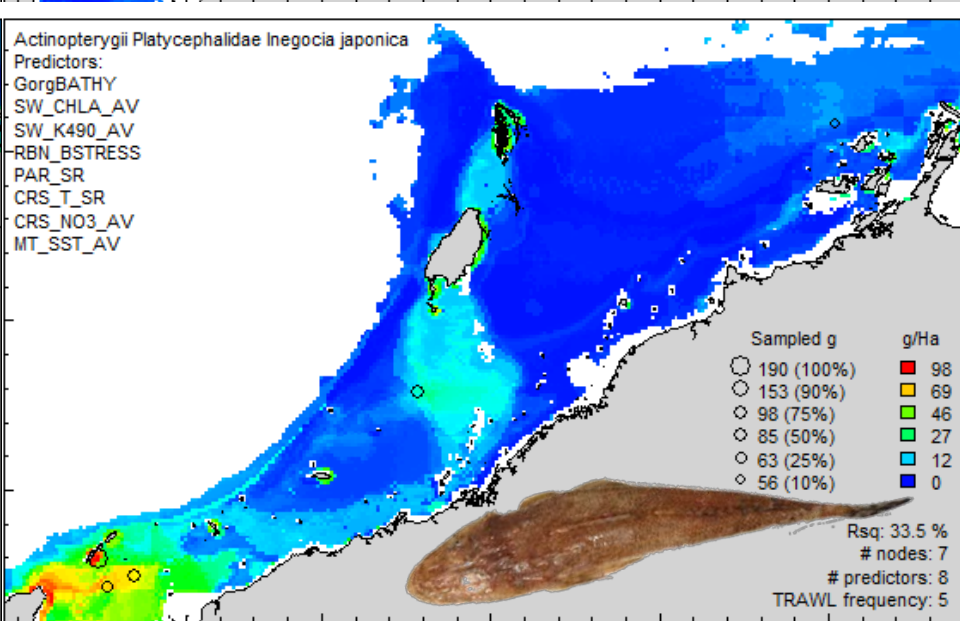 Actinopterygii Platycephalidae Inegocia japonica
Predictors:
GorgBATHY
SW_CHLA_AV
SW_K490_AV
RBN_BSTRESS
PAR_SR
CRS_T_SR
CRS_NO3_AV
MT_SST_AV
Sampled g g/Ha
190 (100%) 98
153 (90%) 69
98 (75%) 46
85 (50%) 27
63 (25%) 12
56 (10%) 0
Rsq: 33.5 %
# nodes: 7
# predictors: 8
TRAWL frequency: 5